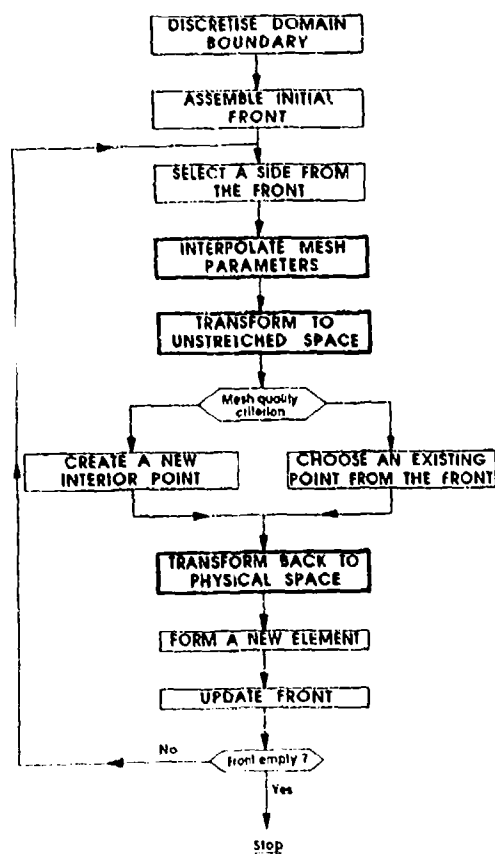 DISCRETISE DOMAIN
BOUNDARY
ASSEMBLE INITIAL
FRONT
SELECT A SIDE FROM
THE FRONT
INTERPOLATE MESH
PARAMETERS
TRANSFORM TO
UNSTRETCHED SPACE
Mesh quality
criterion
CREATE A NEW
INTERIOR POINT
CHOOSE AN EXISTING
POINT FROM THE FRONT
TRANSFORM BACK TO
PHYSICAL SPACE
FORM A NEW ELEMENT
UPDATE FRONT
No
Front empty ?
Yes
Stop